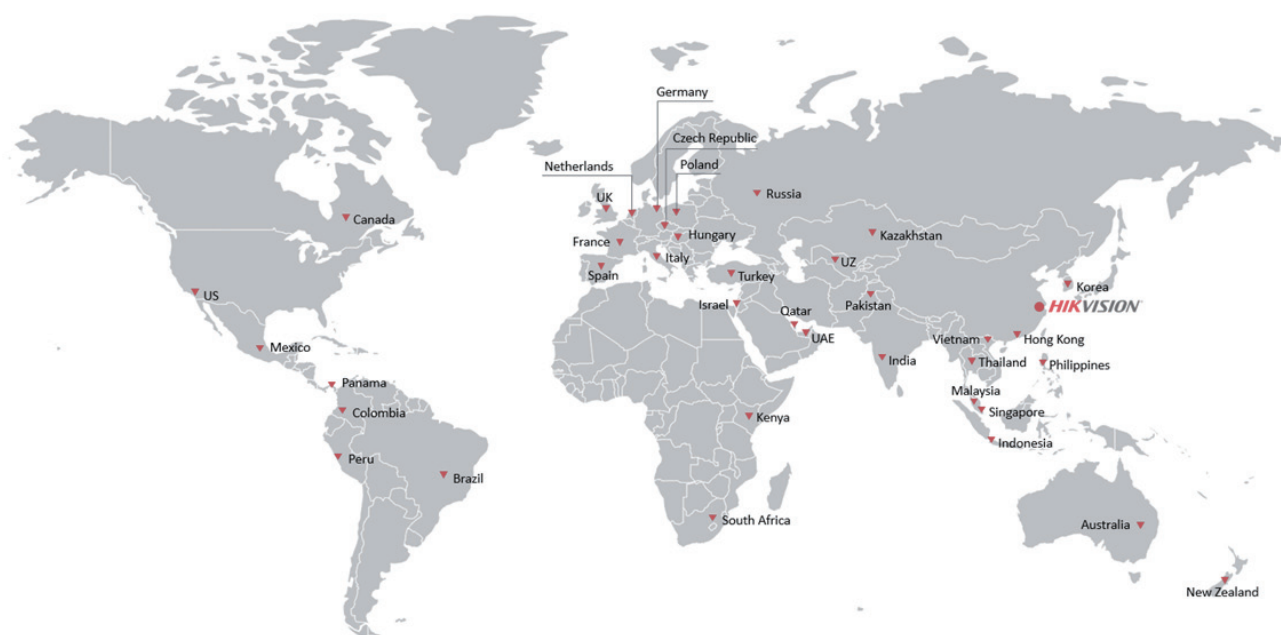 Germany
Czech Republic
Netherlands
Poland
UK
Russia
Canada
Kazakhstan
Hungary
France
Italy
UZ
Spain
Turkey
Korea
US
Israel
Pakistan
HIKVISION
Qatar
UAE
Vietnam
Hong Kong
Mexico
India
Thailand
Philippines
Panama
Malaysia
Colombia
Singapore
Kenya
Indonesia
Peru
Brazil
South Africa
Australia
New Zealand